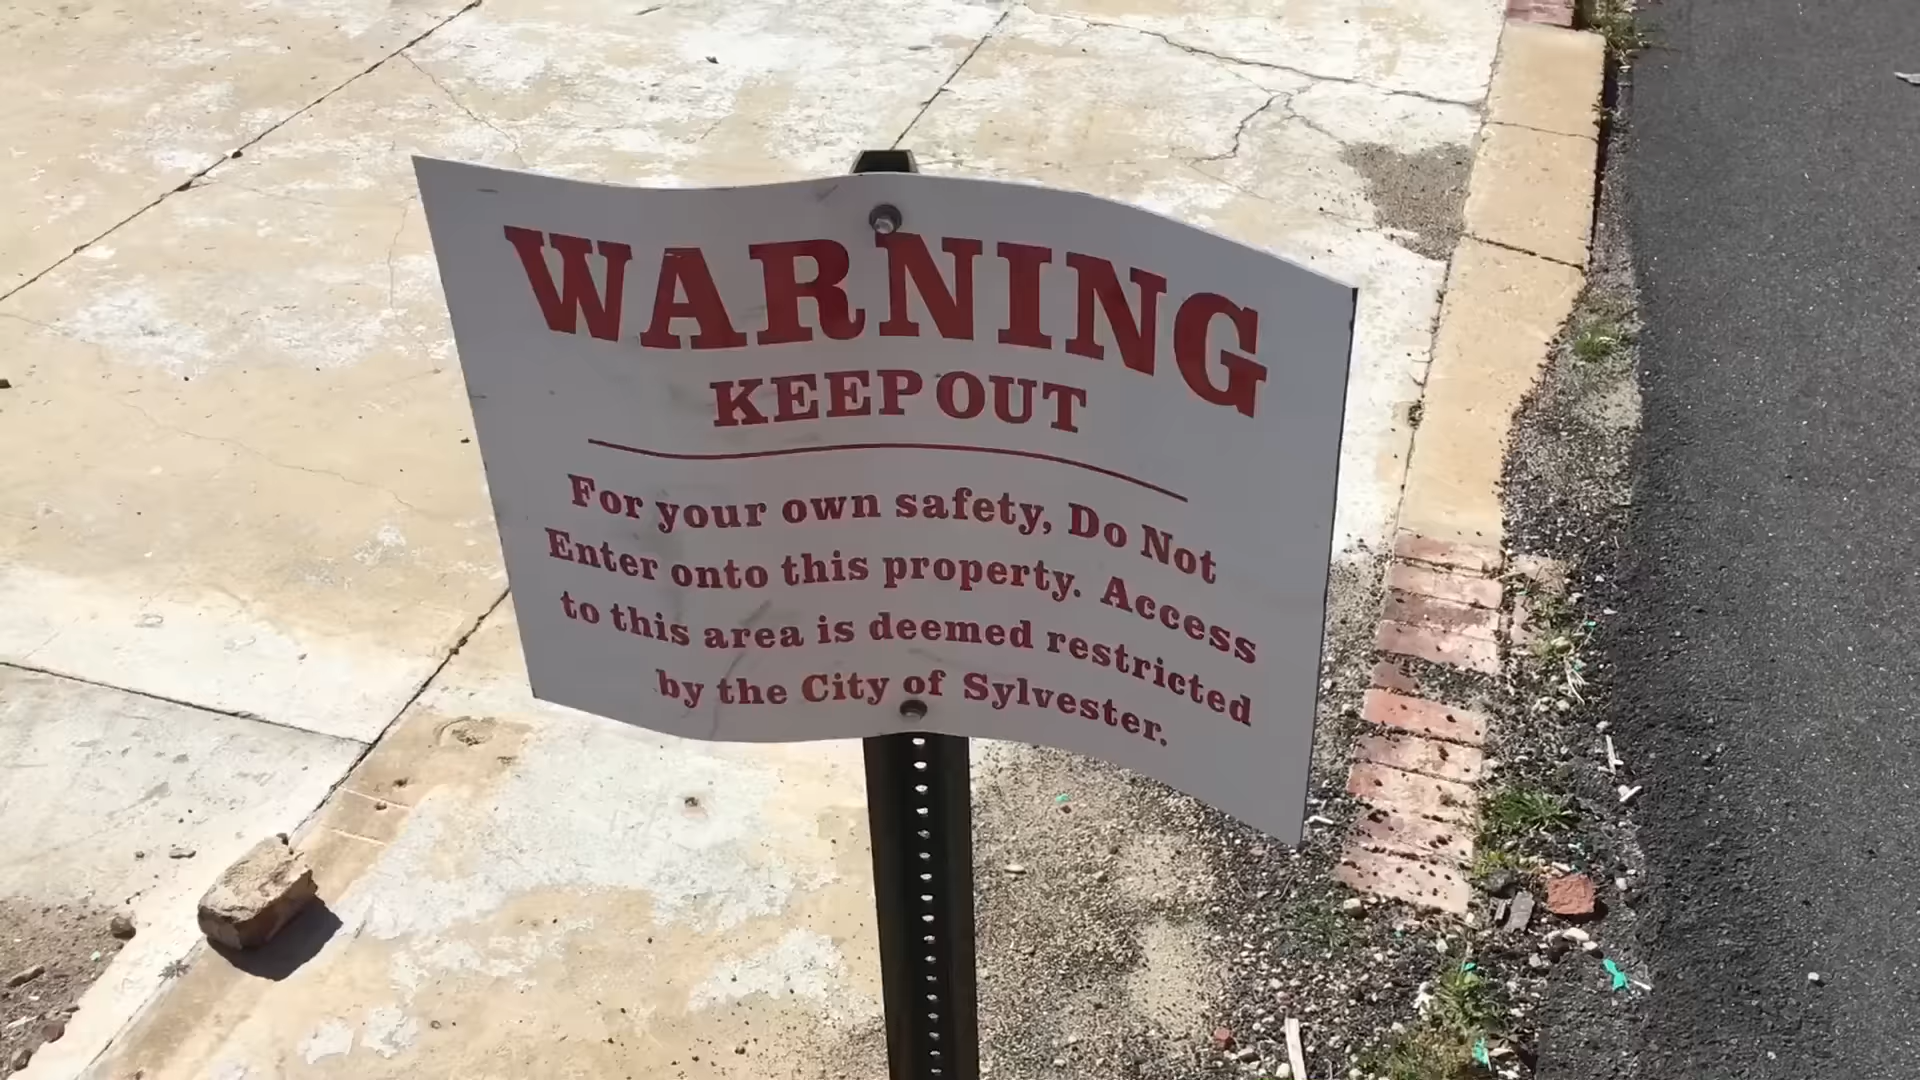 WARNING
KEEP OUT
For your own safety, Do Not
Enter onto this property. Access
to this area is deemed restricted
by the City of Sylvester.